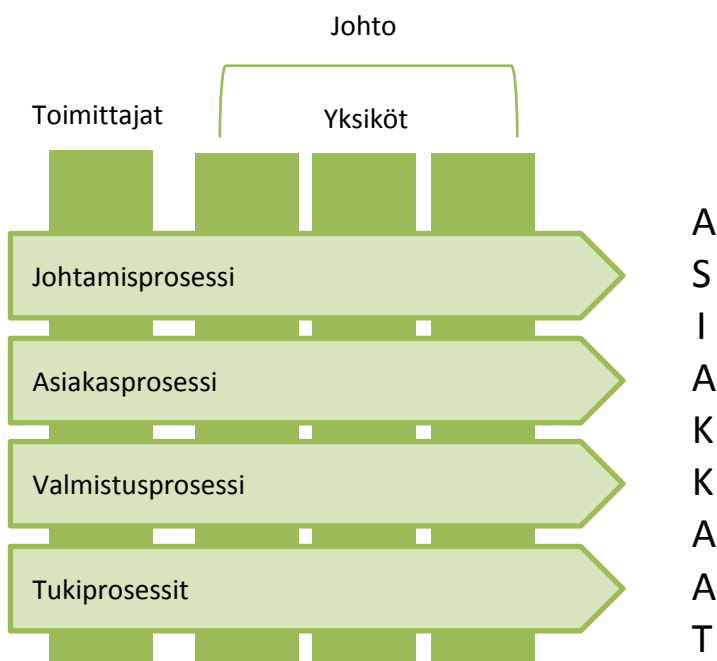 Johto
Toimittajat
Yksiköt
Johtamisprosessi
Asiakasprosessi
Valmistusprosessi
Tukiprosessit
A
S
I
A
K
K
A
A
T